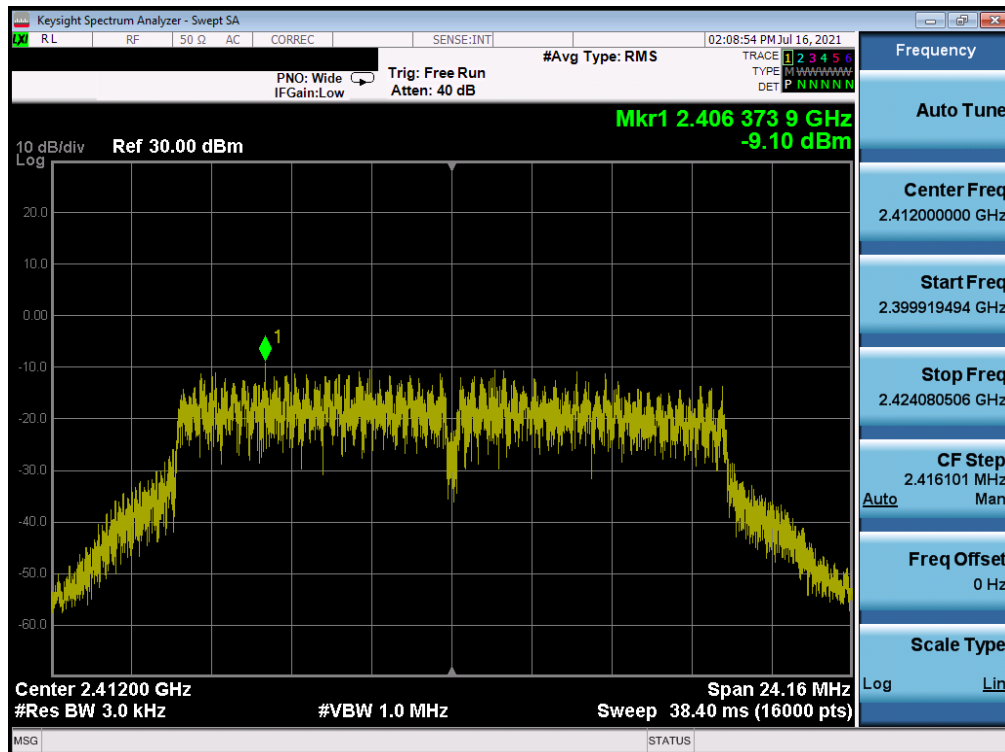 Keysight Spectrum Analyzer - Swept SA
LXI RL RF 50 Ω AC CORREC SENSE:INT 02:08:54 PM Jul 16, 2021
PNO: Wide Trig: Free Run #Avg Type: RMS TRACE 1 2 3 4 5 6
IFGain:Low Atten: 40 dB TYPE M WWWWW
DET P N N N N N
Mkr1 2.406 373 9 GHz
-9.10 dBm
10 dB/div Ref 30.00 dBm
Log
20.0
10.0
0.00
-10.0
-20.0
-30.0
-40.0
-50.0
-60.0
1
Center 2.41200 GHz Span 24.16 MHz
#Res BW 3.0 kHz #VBW 1.0 MHz Sweep 38.40 ms (16000 pts)
MSG STATUS
Frequency
Auto Tune
Center Freq
2.412000000 GHz
Start Freq
2.399919494 GHz
Stop Freq
2.424080506 GHz
CF Step
2.416101 MHz
Auto Man
Freq Offset
0 Hz
Scale Type
Log Lin